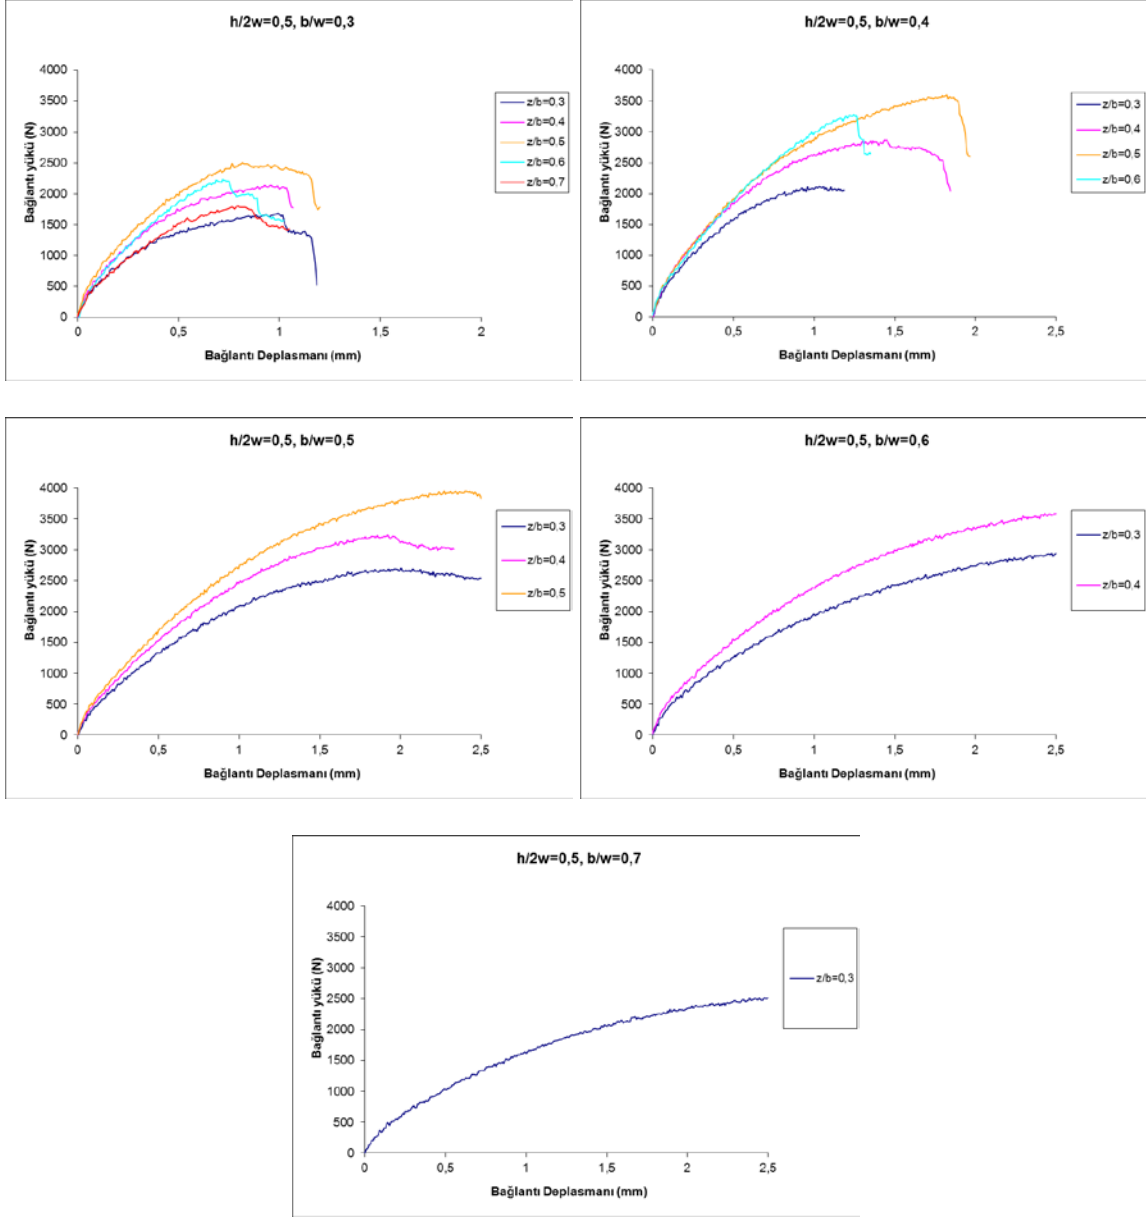 h/2w=0,5, b/w=0,3
4000
3500
3000
2500
2000
1500
1000
500
0
Bağlantı yükü (N)
0
0,5
1
1,5
2
Bağlantı Deplasmanı (mm)
z/b=0,3
z/b=0,4
z/b=0,5
z/b=0,6
z/b=0,7
h/2w=0,5, b/w=0,4
4000
3500
3000
2500
2000
1500
1000
500
0
Bağlantı yükü (N)
0
0,5
1
1,5
2
2,5
Bağlantı Deplasmanı (mm)
z/b=0,3
z/b=0,4
z/b=0,5
z/b=0,6
h/2w=0,5, b/w=0,5
4000
3500
3000
2500
2000
1500
1000
500
0
Bağlantı yükü (N)
0
0,5
1
1,5
2
2,5
Bağlantı Deplasmanı (mm)
z/b=0,3
z/b=0,4
z/b=0,5
h/2w=0,5, b/w=0,6
4000
3500
3000
2500
2000
1500
1000
500
0
Bağlantı yükü (N)
0
0,5
1
1,5
2
2,5
Bağlantı Deplasmanı (mm)
z/b=0,3
z/b=0,4
h/2w=0,5, b/w=0,7
4000
3500
3000
2500
2000
1500
1000
500
0
Bağlantı yükü (N)
0
0,5
1
1,5
2
2,5
Bağlantı Deplasmanı (mm)
z/b=0,3